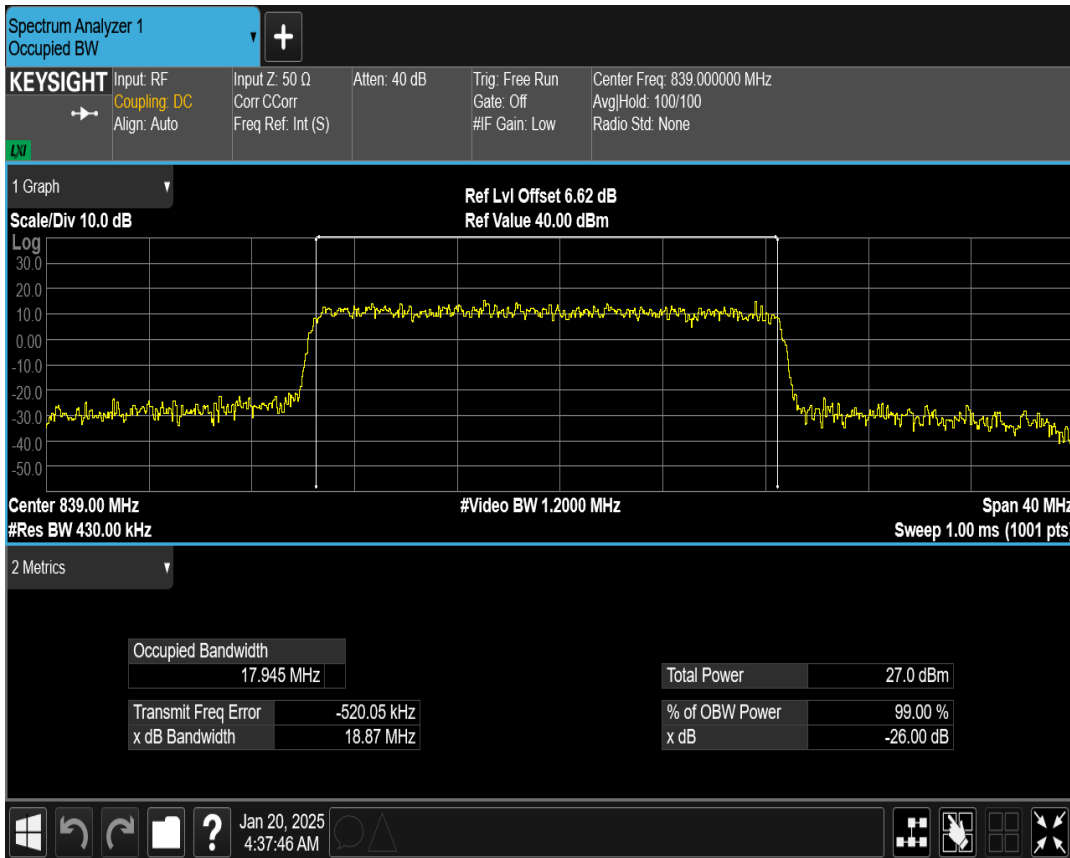 Spectrum Analyzer 1
Occupied BW
+
KEYSIGHT
LXI
Input: RF
Coupling: DC
Align: Auto
Input Z: 50 Ω
Corr CCorr
Freq Ref: Int (S)
Atten: 40 dB
Trig: Free Run
Gate: Off
#IF Gain: Low
Center Freq: 839.000000 MHz
Avg|Hold: 100/100
Radio Std: None
1 Graph
Scale/Div 10.0 dB
Ref Lvl Offset 6.62 dB
Ref Value 40.00 dBm
Log
30.0
20.0
10.0
0.00
-10.0
-20.0
-30.0
-40.0
-50.0
Center 839.00 MHz
#Video BW 1.2000 MHz
Span 40 MHz
#Res BW 430.00 kHz
Sweep 1.00 ms (1001 pts)
2 Metrics
Occupied Bandwidth
17.945 MHz
Transmit Freq Error -520.05 kHz
x dB Bandwidth 18.87 MHz
Total Power 27.0 dBm
% of OBW Power 99.00 %
x dB -26.00 dB
?
Jan 20, 2025
4:37:46 AM